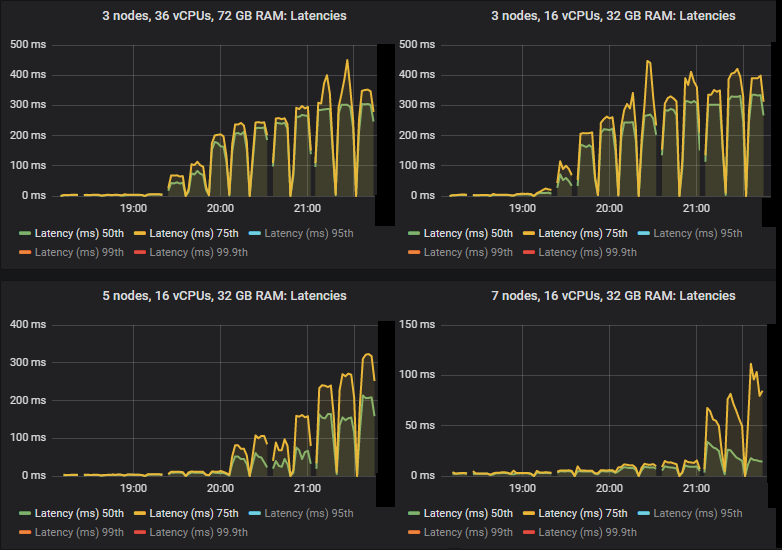 3 nodes, 36 vCPUs, 72 GB RAM: Latencies
500 ms
400 ms
300 ms
200 ms
100 ms
0 ms
19:00 20:00 21:00
Latency (ms) 50th Latency (ms) 75th Latency (ms) 95th
Latency (ms) 99th Latency (ms) 99.9th
3 nodes, 16 vCPUs, 32 GB RAM: Latencies
500 ms
400 ms
300 ms
200 ms
100 ms
0 ms
19:00 20:00 21:00
Latency (ms) 50th Latency (ms) 75th Latency (ms) 95th
Latency (ms) 99th Latency (ms) 99.9th
5 nodes, 16 vCPUs, 32 GB RAM: Latencies
400 ms
300 ms
200 ms
100 ms
0 ms
19:00 20:00 21:00
Latency (ms) 50th Latency (ms) 75th Latency (ms) 95th
Latency (ms) 99th Latency (ms) 99.9th
7 nodes, 16 vCPUs, 32 GB RAM: Latencies
150 ms
100 ms
50 ms
0 ms
19:00 20:00 21:00
Latency (ms) 50th Latency (ms) 75th Latency (ms) 95th
Latency (ms) 99th Latency (ms) 99.9th